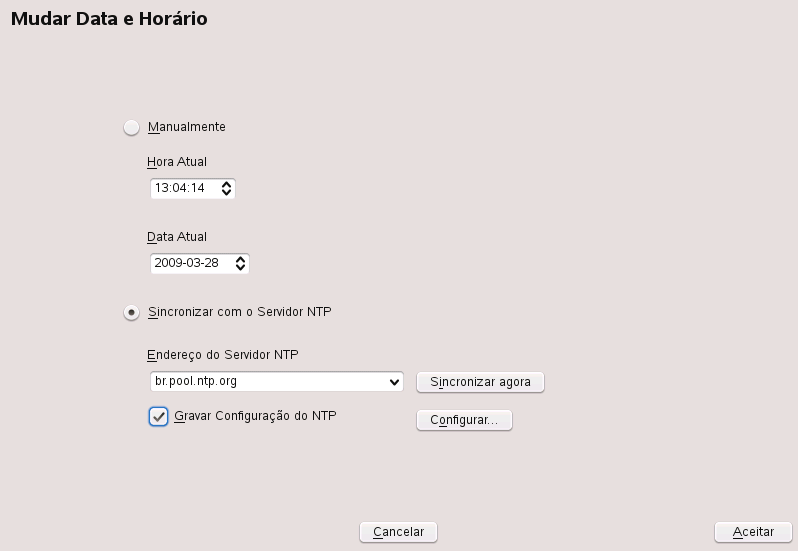 Mudar Data e Horário
Manualmente
Hora Atual
13:04:14
Data Atual
2009-03-28
Sincronizar com o Servidor NTP
Endereço do Servidor NTP
br.pool.ntp.org
Sincronizar agora
Gravar Configuração do NTP
Configurar...
Cancelar
Aceitar